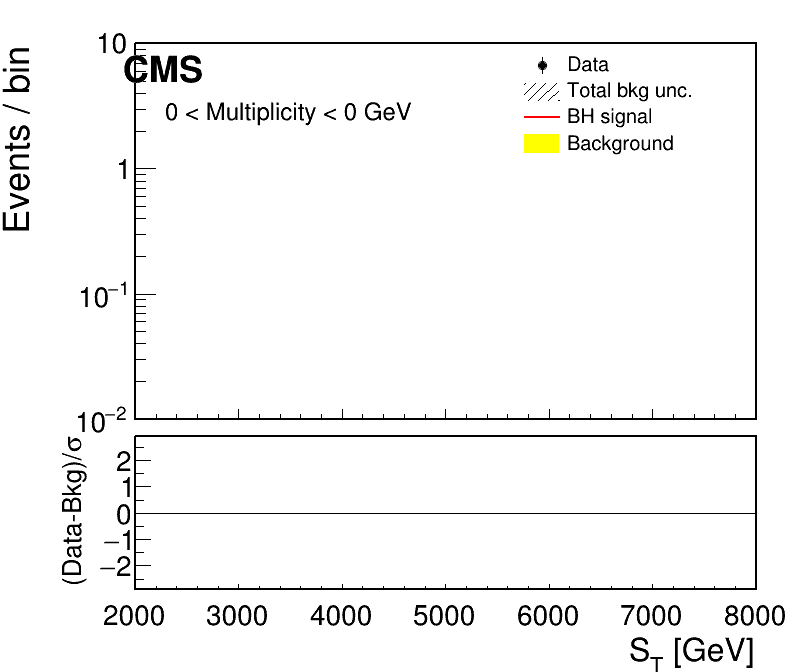 Events / bin
10
1
10⁻¹
10⁻²
CMS
0 < Multiplicity < 0 GeV
Data
Total bkg unc.
BH signal
Background
(Data-Bkg)/σ
2
1
0
−1
−2
2000 3000 4000 5000 6000 7000 8000
S_T [GeV]